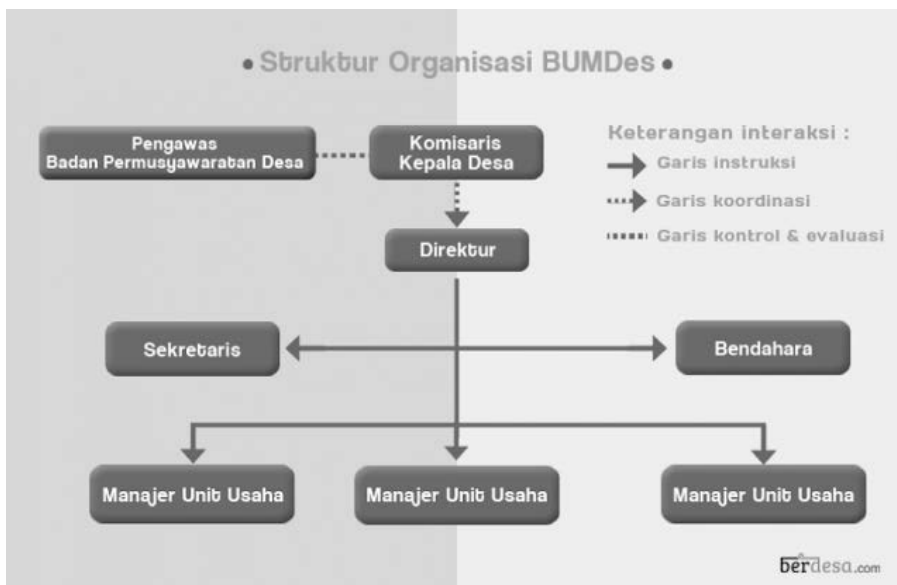 • Struktur Organisasi BUMDes •
Pengawas
Badan Permusyawaratan Desa
Komisaris
Kepala Desa
Keterangan interaksi :
Garis instruksi
Garis koordinasi
Garis kontrol & evaluasi
Direktur
Sekretaris
Bendahara
Manajer Unit Usaha
Manajer Unit Usaha
Manajer Unit Usaha
berdesa.com